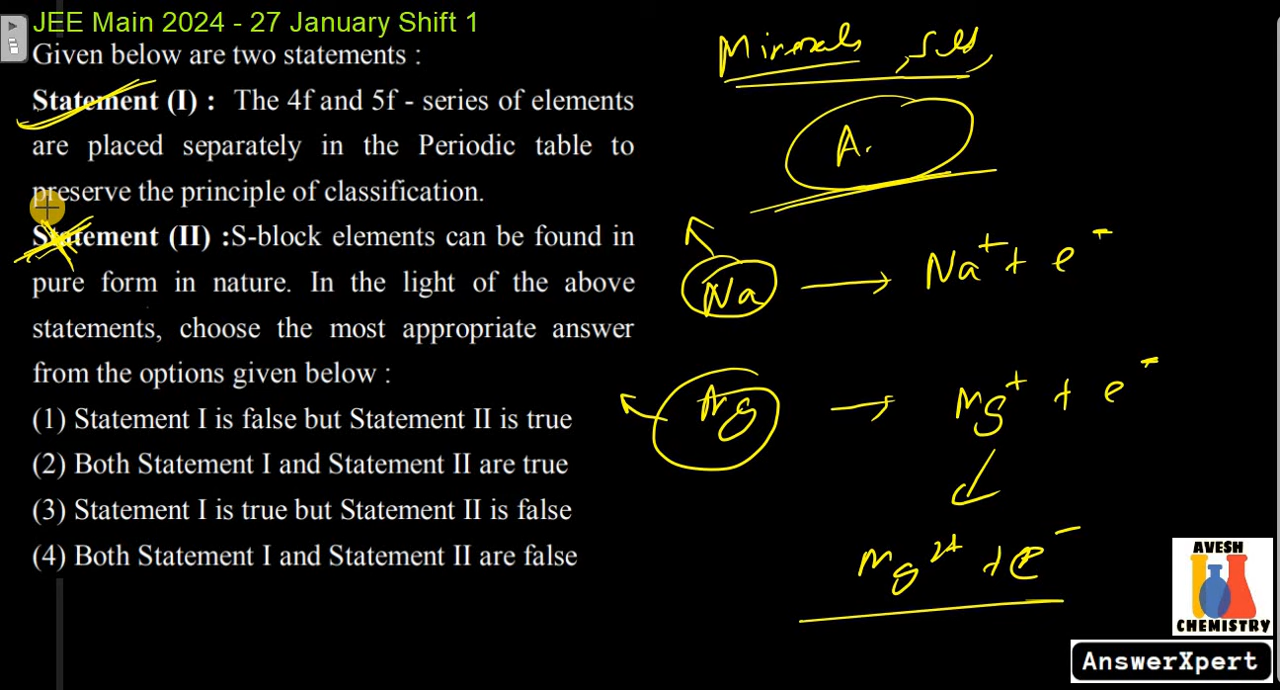 JEE Main 2024 - 27 January Shift 1
Given below are two statements :
Statement (I) : The 4f and 5f - series of elements
are placed separately in the Periodic table to
preserve the principle of classification.
Statement (II) :S-block elements can be found in
pure form in nature. In the light of the above
statements, choose the most appropriate answer
from the options given below :
(1) Statement I is false but Statement II is true
(2) Both Statement I and Statement II are true
(3) Statement I is true but Statement II is false
(4) Both Statement I and Statement II are false
Minerals
A.
Na → Na⁺ + e⁻
Mg → Mg⁺ + e⁻
Mg²⁺ + e⁻
AVESH
CHEMISTRY
AnswerXpert